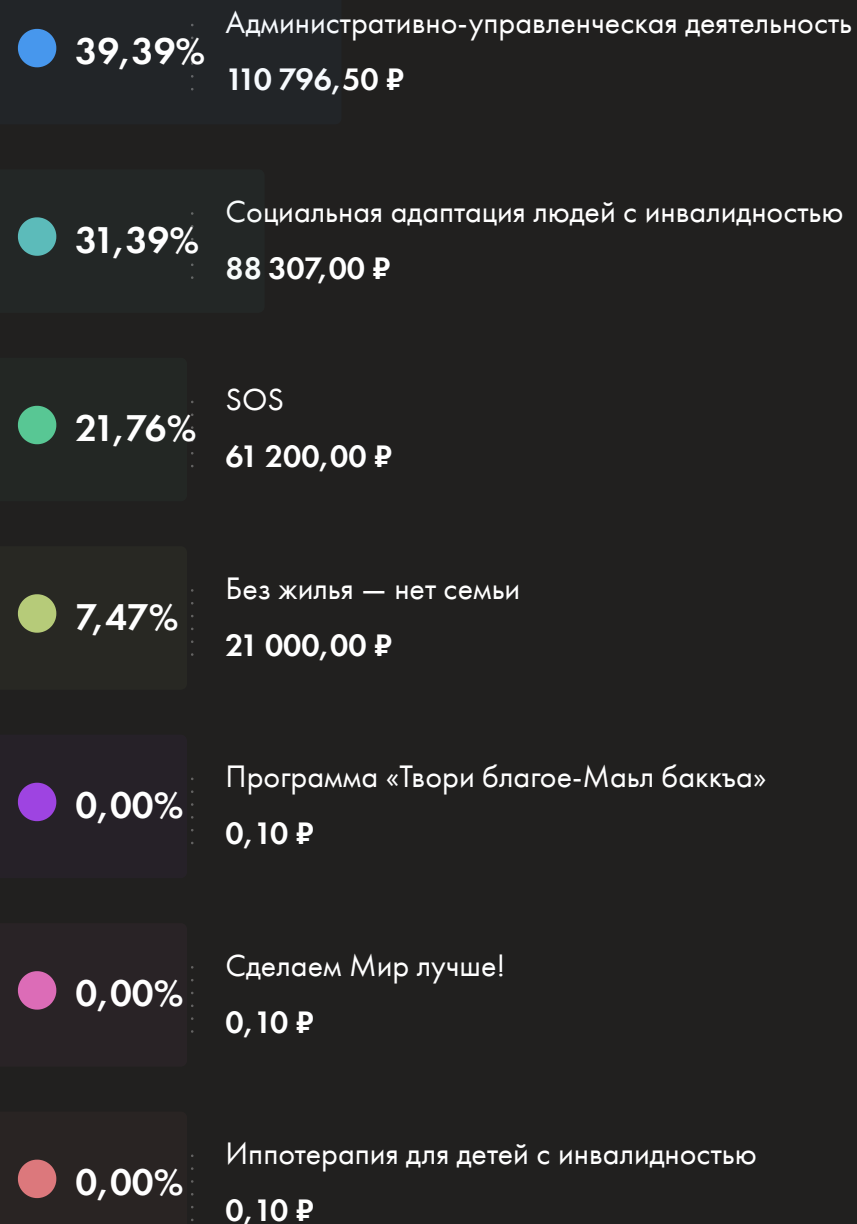 Административно-управленческая деятельность
39,39%
110 796,50 ₽
Социальная адаптация людей с инвалидностью
31,39%
88 307,00 ₽
SOS
21,76%
61 200,00 ₽
Без жилья — нет семьи
7,47%
21 000,00 ₽
Программа «Твори благое-Маьл баккъа»
0,00%
0,10 ₽
Сделаем Мир лучше!
0,00%
0,10 ₽
Иппотерапия для детей с инвалидностью
0,00%
0,10 ₽